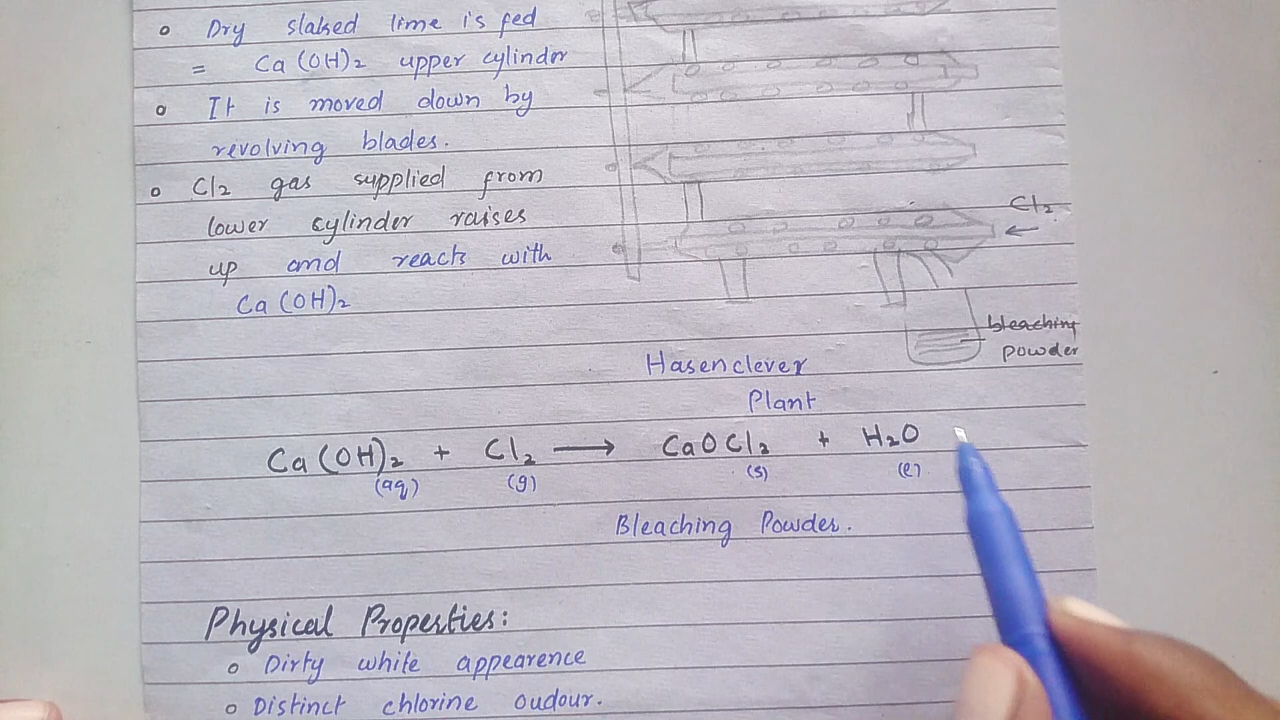 o Dry slaked lime is fed
= Ca(OH)2 upper cylinder
o It is moved down by
revolving blades.
o Cl2 gas supplied from
lower cylinder raises
up and reacts with
Ca(OH)2
Cl2
bleaching
powder
Hasenclever
Plant
Ca(OH)2 + Cl2 ⟶ CaOCl2 + H2O
(aq) (g) (s) (l)
Bleaching Powder.
Physical Properties:
o Dirty white appearence
o Distinct chlorine oudour.